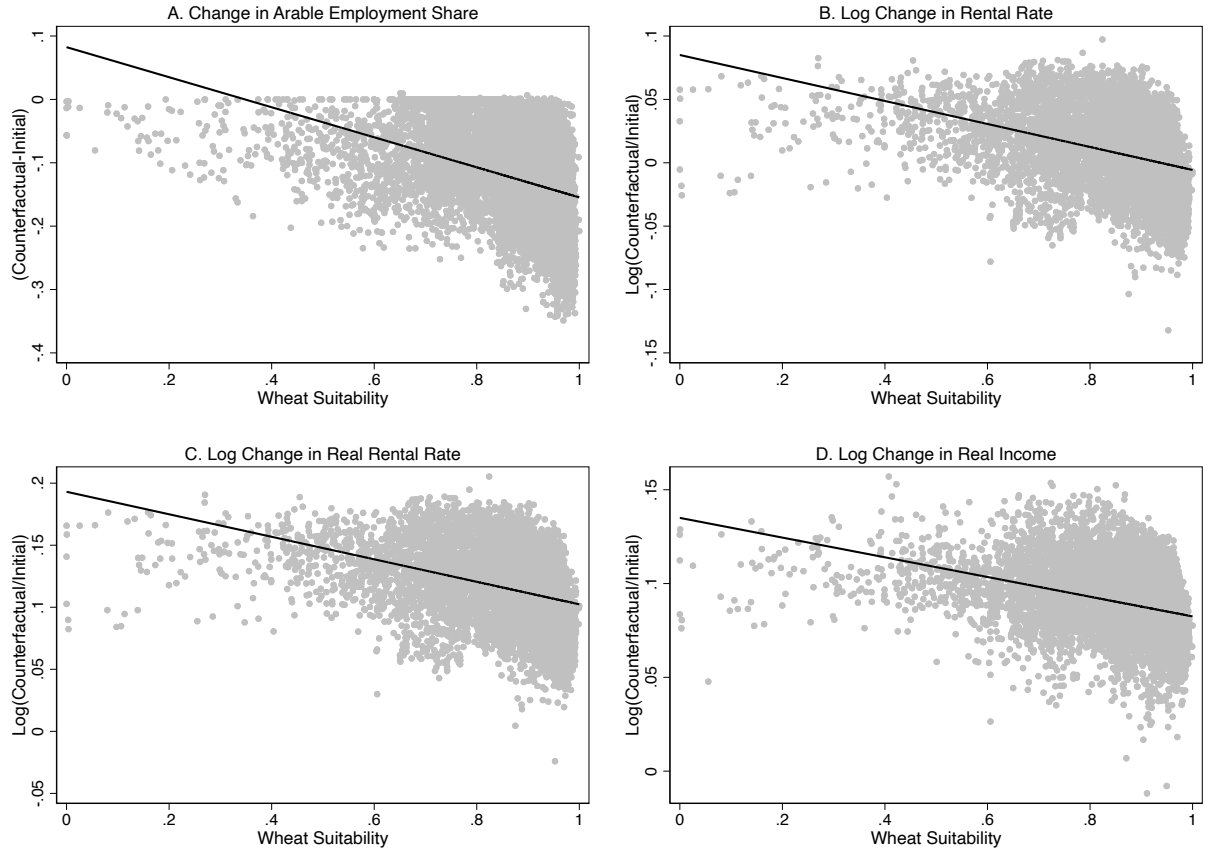 A. Change in Arable Employment Share
(Counterfactual-Initial)
.1
0
-.1
-.2
-.3
-.4
0 .2 .4 .6 .8 1
Wheat Suitability
B. Log Change in Rental Rate
Log(Counterfactual/Initial)
.1
.05
0
-.05
-.1
-.15
0 .2 .4 .6 .8 1
Wheat Suitability
C. Log Change in Real Rental Rate
Log(Counterfactual/Initial)
.2
.15
.1
.05
0
-.05
0 .2 .4 .6 .8 1
Wheat Suitability
D. Log Change in Real Income
Log(Counterfactual/Initial)
.15
.1
.05
0
0 .2 .4 .6 .8 1
Wheat Suitability